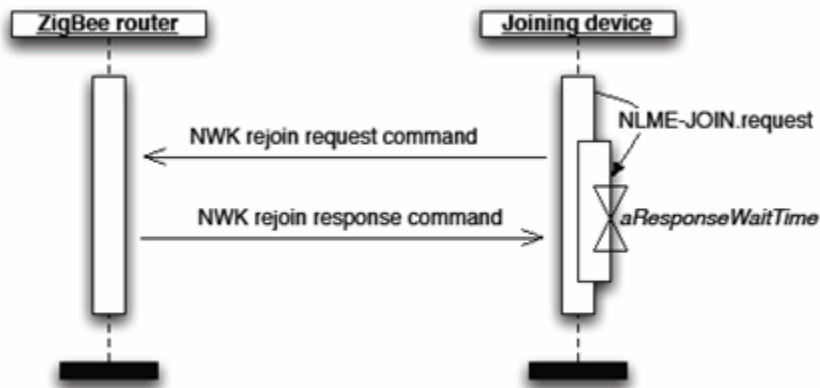 ZigBee router
Joining device
NLME-JOIN.request
NWK rejoin request command
NWK rejoin response command
aResponseWaitTime